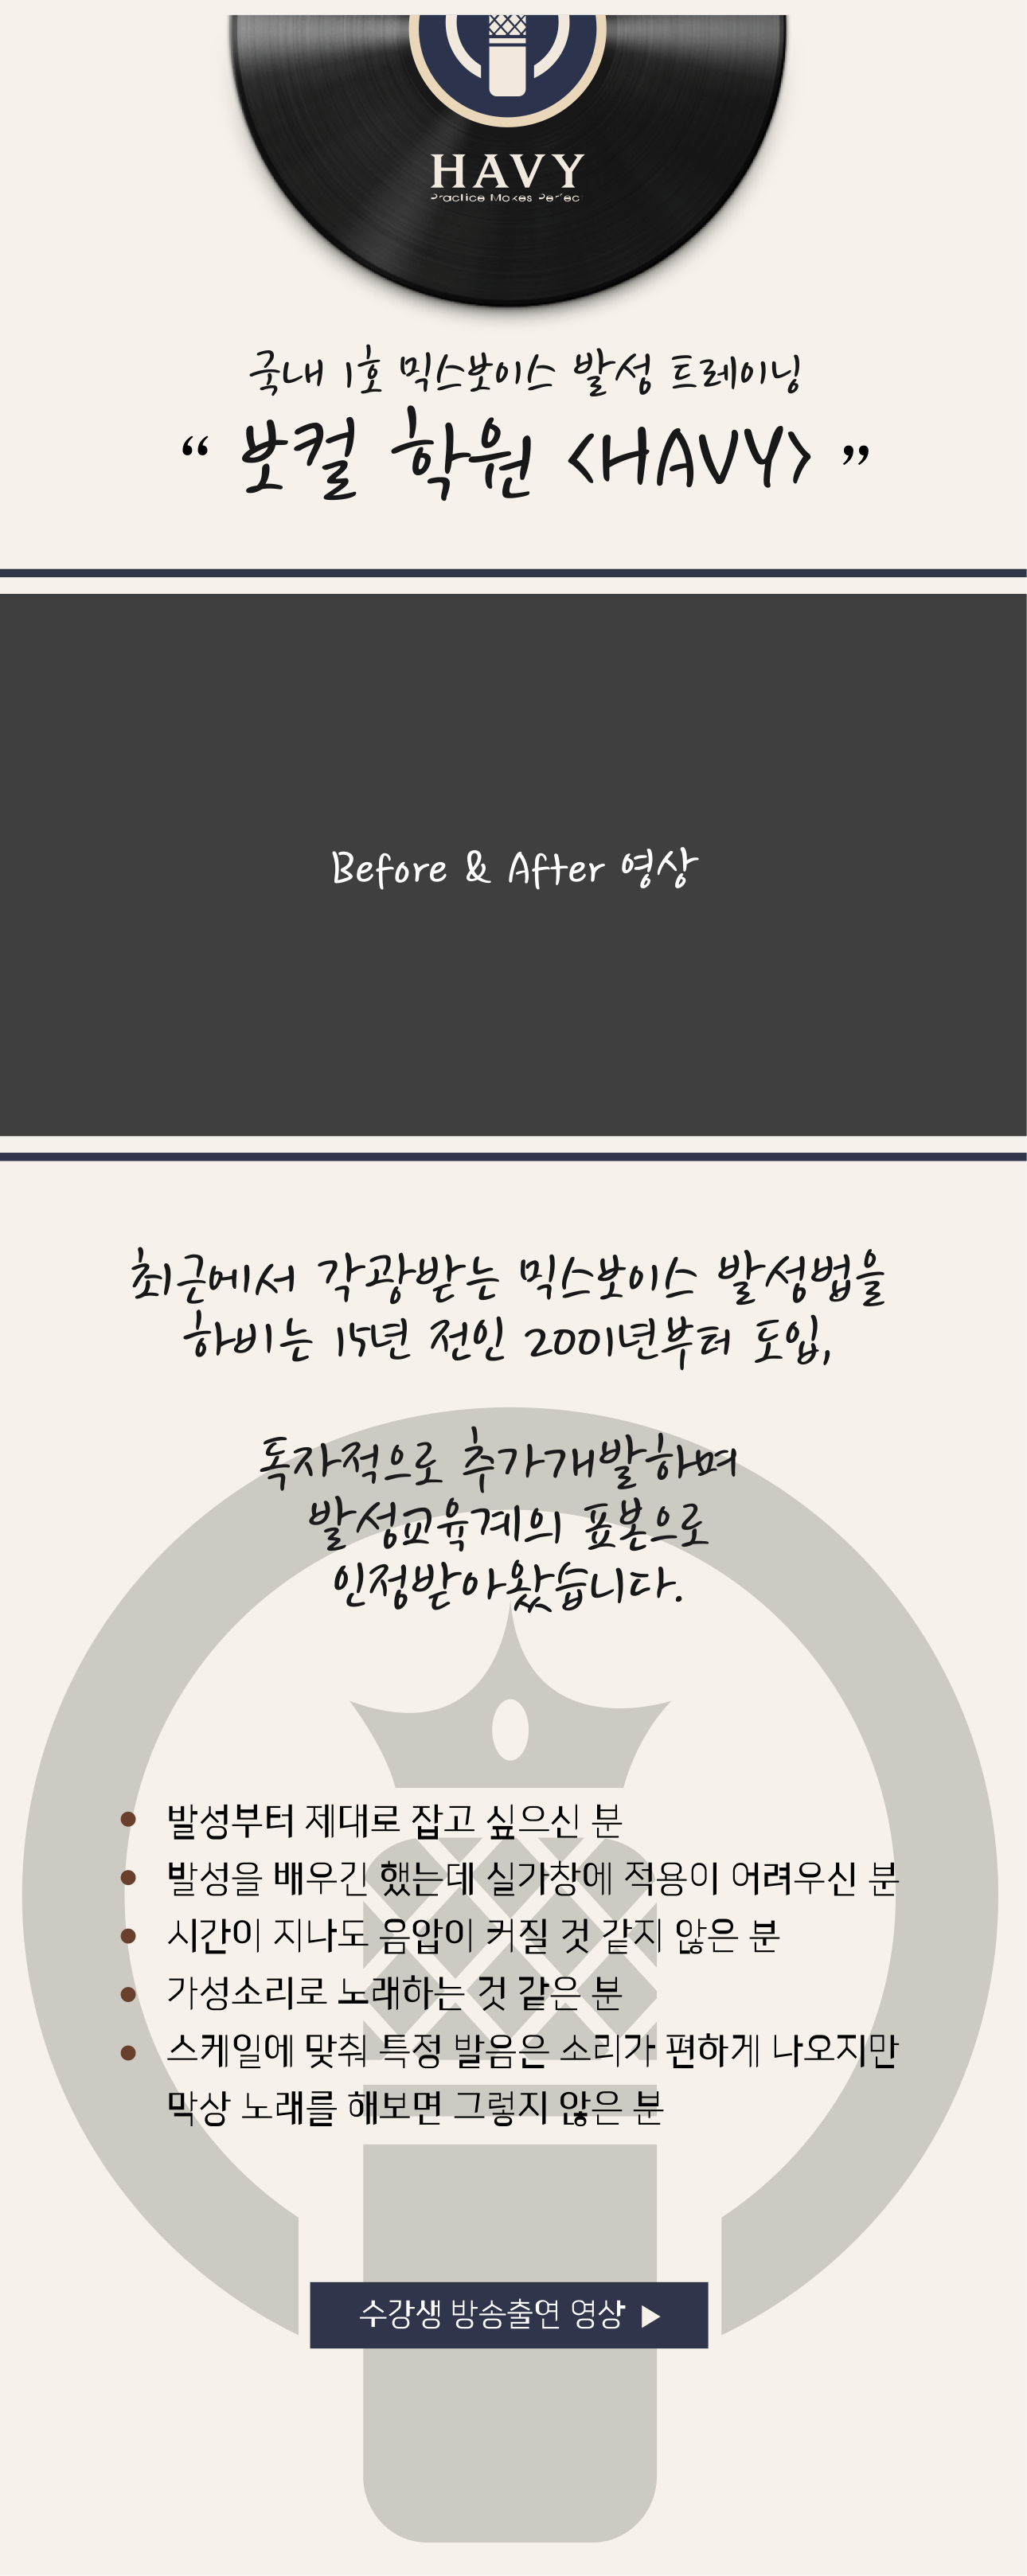 HAVY
Practice Makes Perfec
국내 1호 믹스보이스 발성 트레이닝
“ 보컬 학원 <HAVY> ”
Before & After 영상
최근에서 각광받는 믹스보이스 발성법을
하비는 15년 전인 2001년부터 도입,
독자적으로 추가개발하며
발성교육계의 표본으로
인정받아왔습니다.
● 발성부터 제대로 잡고 싶으신 분
● 발성을 배우긴 했는데 실가창에 적용이 어려우신 분
● 시간이 지나도 음압이 커질 것 같지 않은 분
● 가성소리로 노래하는 것 같은 분
● 스케일에 맞춰 특정 발음은 소리가 편하게 나오지만
막상 노래를 해보면 그렇지 않은 분
수강생 방송출연 영상 ▶